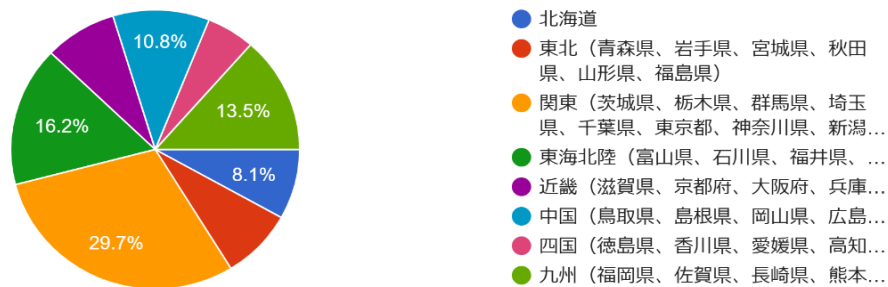 10.8%
16.2%
13.5%
8.1%
29.7%
北海道
東北（青森県、岩手県、宮城県、秋田
県、山形県、福島県）
関東（茨城県、栃木県、群馬県、埼玉
県、千葉県、東京都、神奈川県、新潟...
東海北陸（富山県、石川県、福井県、...
近畿（滋賀県、京都府、大阪府、兵庫...
中国（鳥取県、島根県、岡山県、広島...
四国（徳島県、香川県、愛媛県、高知...
九州（福岡県、佐賀県、長崎県、熊本...